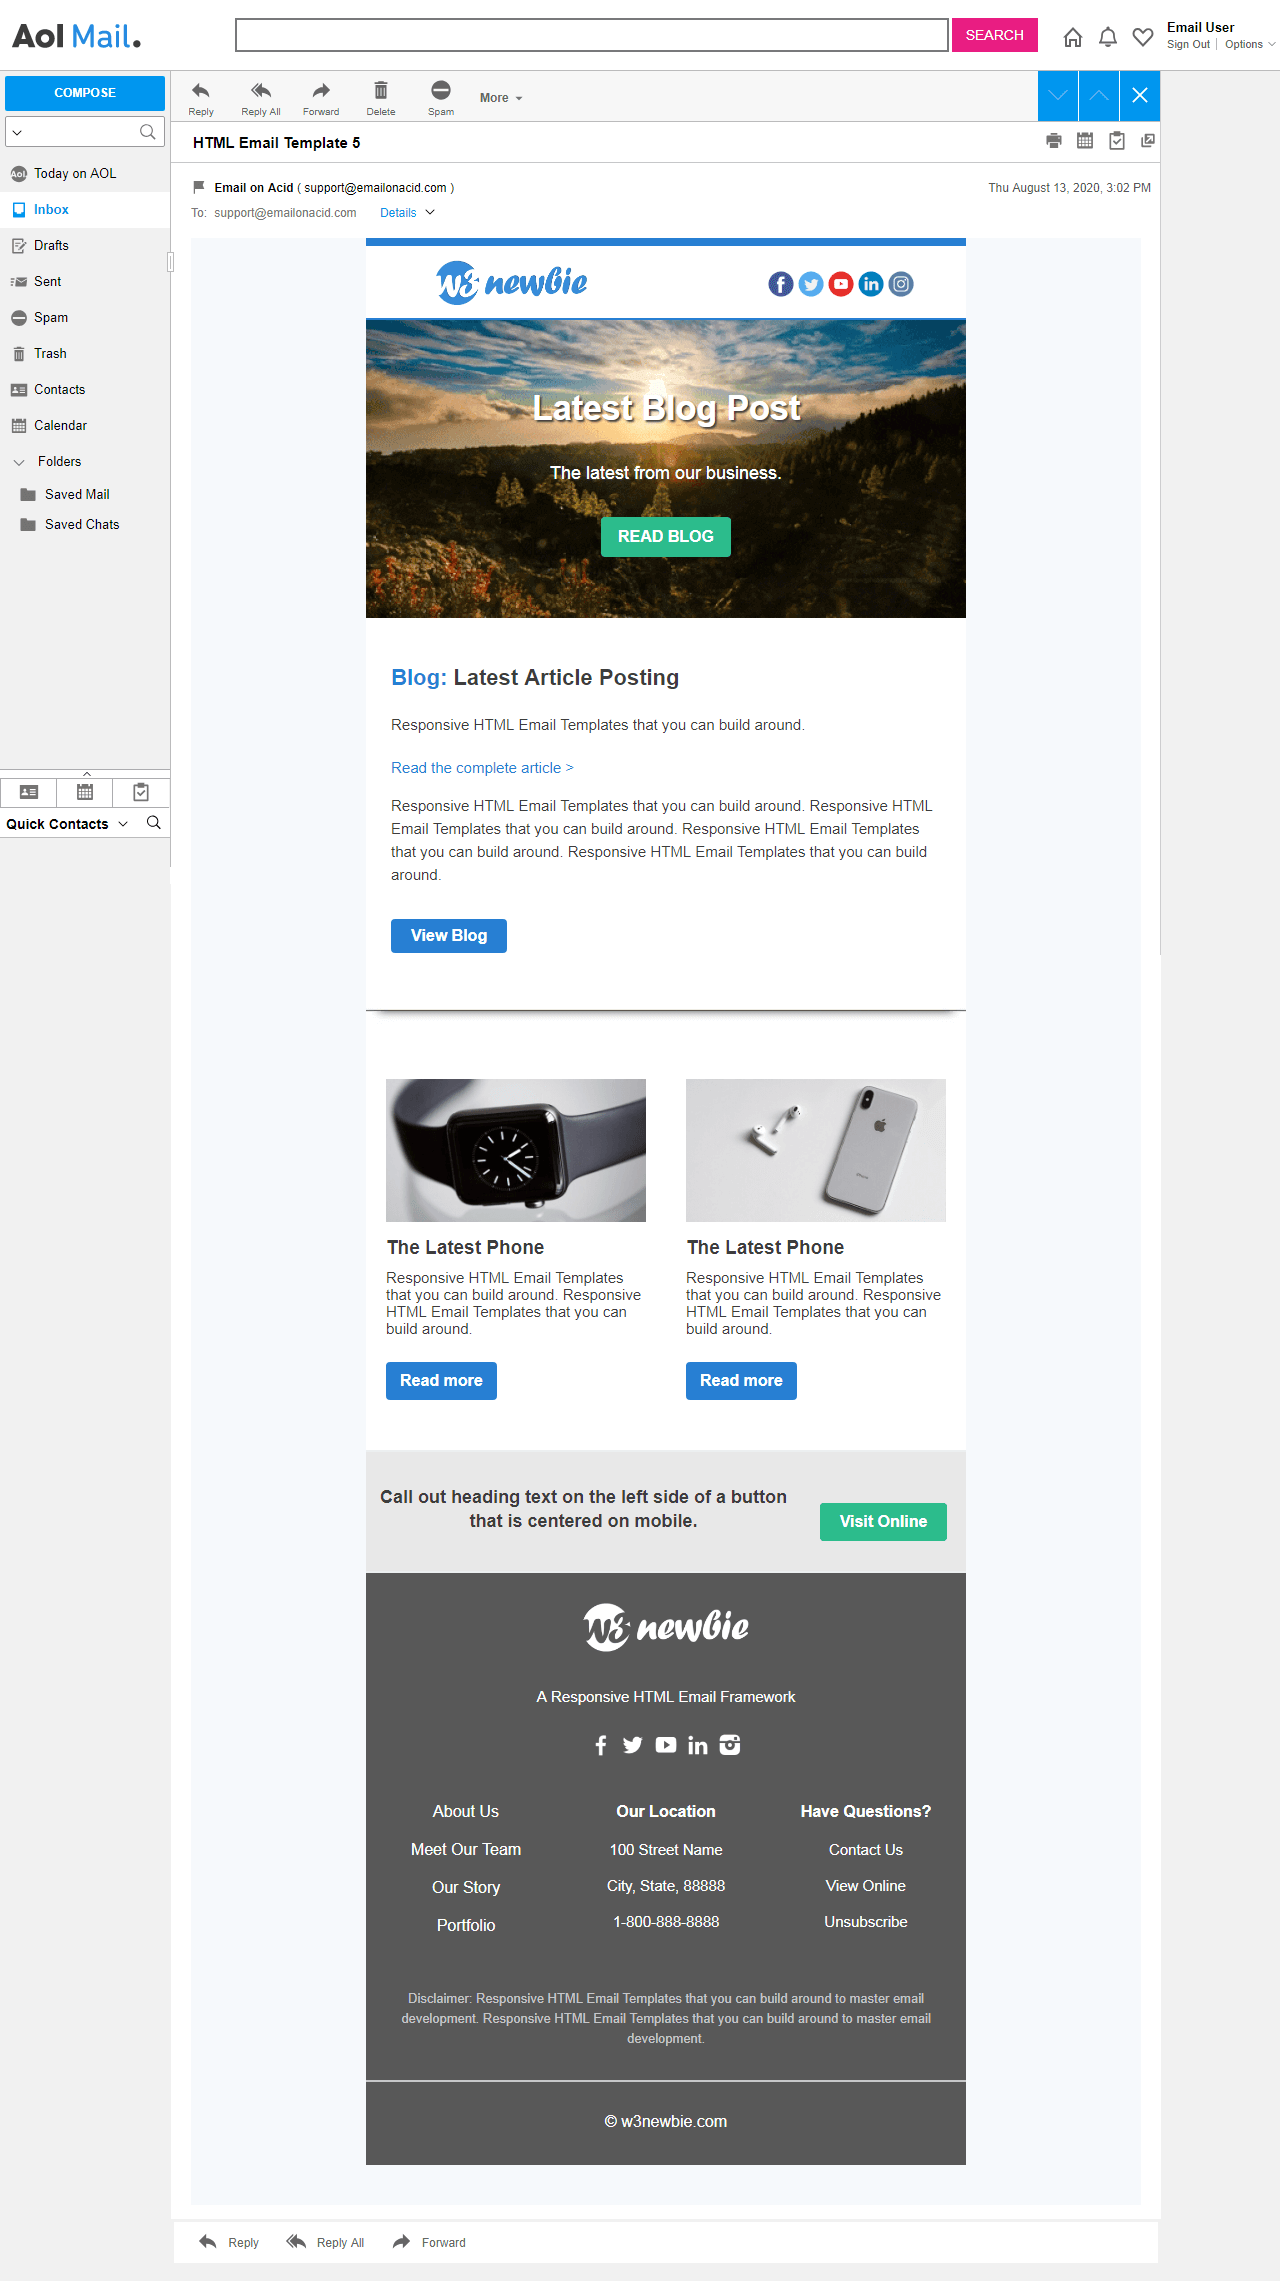 Aol Mail.
SEARCH
Email User
Sign Out
Options
COMPOSE
Reply
Reply All
Forward
Delete
Spam
More
HTML Email Template 5
Aol.
Today on AOL
Inbox
Drafts
Sent
Spam
Trash
Contacts
Calendar
Folders
Saved Mail
Saved Chats
Quick Contacts
Email on Acid ( support@emailonacid.com )
Thu August 13, 2020, 3:02 PM
To: support@emailonacid.com
Details
w3 newbie
Latest Blog Post
The latest from our business.
READ BLOG
Blog: Latest Article Posting
Responsive HTML Email Templates that you can build around.
Read the complete article >
Responsive HTML Email Templates that you can build around. Responsive HTML
Email Templates that you can build around. Responsive HTML Email Templates
that you can build around. Responsive HTML Email Templates that you can build
around.
View Blog
iPhone
The Latest Phone
Responsive HTML Email Templates
that you can build around. Responsive
HTML Email Templates that you can
build around.
Read more
The Latest Phone
Responsive HTML Email Templates
that you can build around. Responsive
HTML Email Templates that you can
build around.
Read more
Call out heading text on the left side of a button
that is centered on mobile.
Visit Online
w3 newbie
A Responsive HTML Email Framework
About Us
Meet Our Team
Our Story
Portfolio
Our Location
100 Street Name
City, State, 88888
1-800-888-8888
Have Questions?
Contact Us
View Online
Unsubscribe
Disclaimer: Responsive HTML Email Templates that you can build around to master email
development. Responsive HTML Email Templates that you can build around to master email
development.
© w3newbie.com
Reply
Reply All
Forward